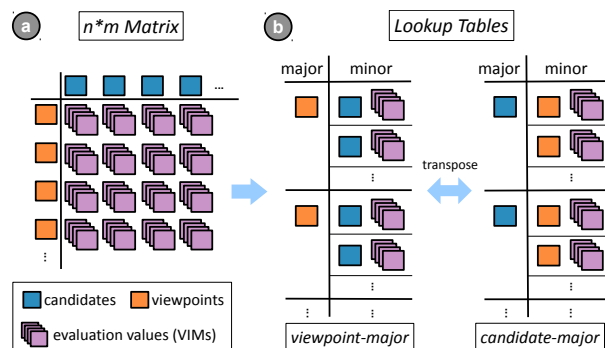 a
n*m Matrix
...
...
candidates
viewpoints
evaluation values (VIMs)
b
Lookup Tables
major
minor
...
...
...
...
viewpoint-major
transpose
major
minor
...
...
...
...
candidate-major